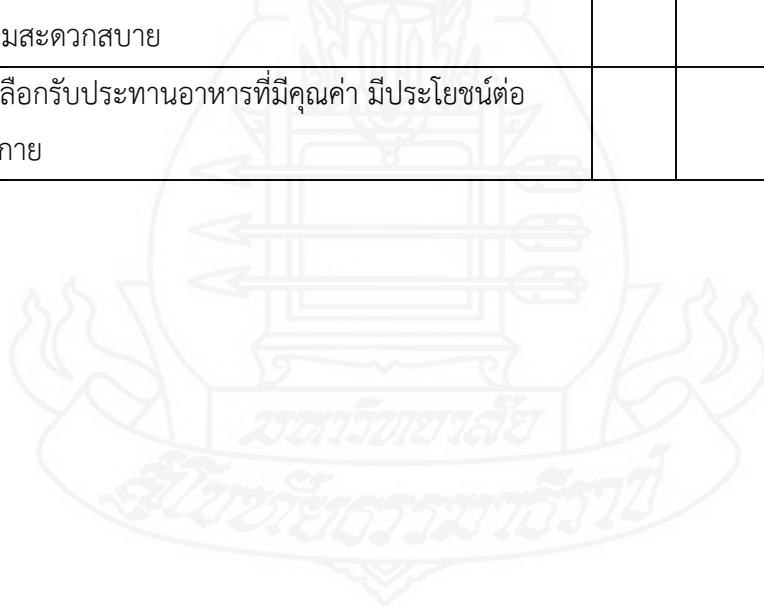 มสะดวกสบาย
ลือกรับประทานอาหารที่มีคุณค่า มีประโยชน์ต่อ
กาย
มหาวิทยาลัย
สุโขทัยธรรมาธิราช